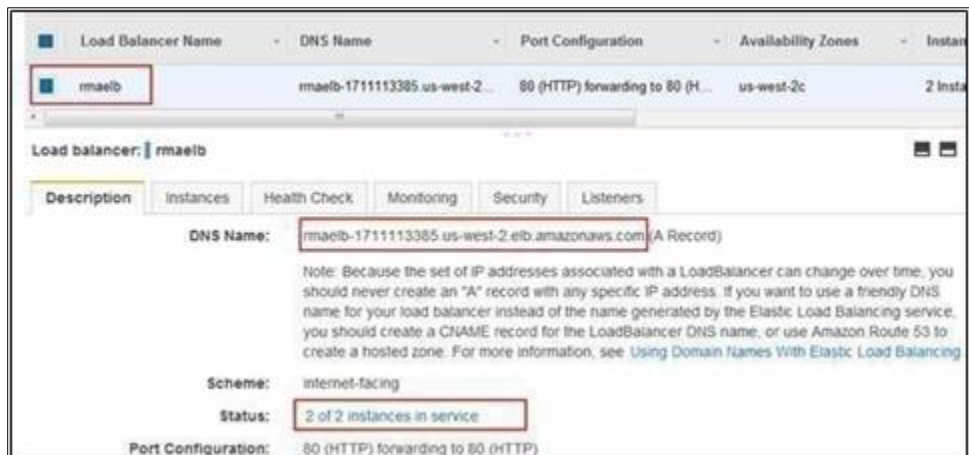 Load Balancer Name DNS Name Port Configuration Availability Zones Instan
rmaelb rmaelb-1711113385.us-west-2... 80 (HTTP) forwarding to 80 (H... us-west-2c 2 Insta
Load balancer: rmaelb
Description Instances Health Check Monitoring Security Listeners
DNS Name: rmaelb-1711113385.us-west-2.elb.amazonaws.com (A Record)
Note: Because the set of IP addresses associated with a LoadBalancer can change over time, you
should never create an "A" record with any specific IP address. If you want to use a friendly DNS
name for your load balancer instead of the name generated by the Elastic Load Balancing service,
you should create a CNAME record for the LoadBalancer DNS name, or use Amazon Route 53 to
create a hosted zone. For more information, see Using Domain Names With Elastic Load Balancing.
Scheme: internet-facing
Status: 2 of 2 instances in service
Port Configuration: 80 (HTTP) forwarding to 80 (HTTP)